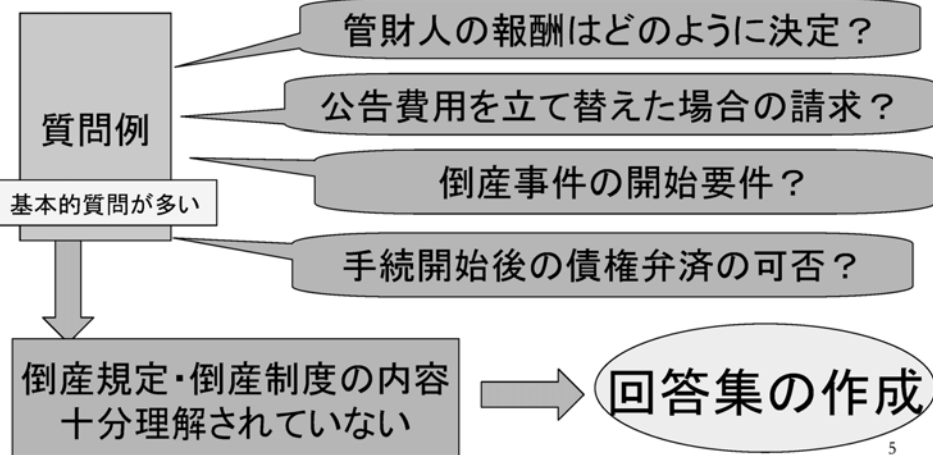 管財人の報酬はどのように決定？
公告費用を立て替えた場合の請求？
質問例
倒産事件の開始要件？
基本的質問が多い
手続開始後の債権弁済の可否？
倒産規定・倒産制度の内容
十分理解されていない
回答集の作成
5